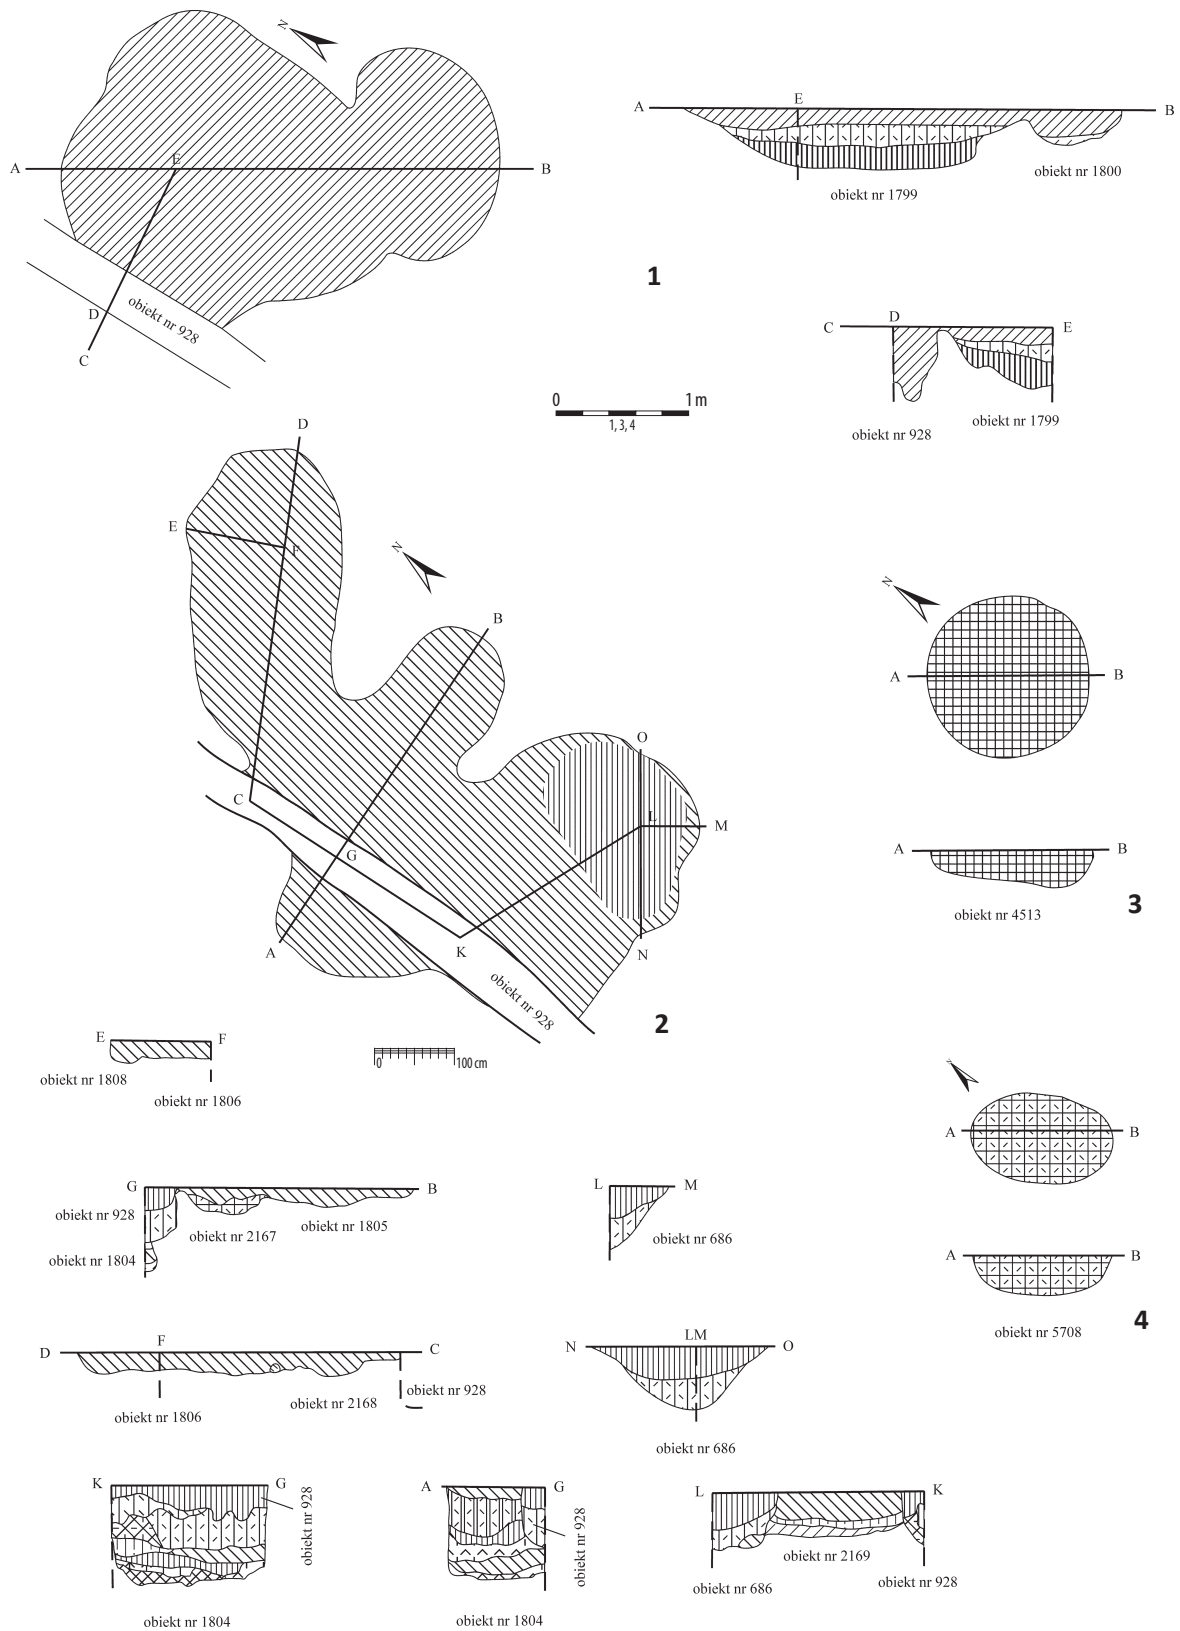 N
A
E
B
D
C
obiekt nr 928
1
A
E
B
obiekt nr 1799
obiekt nr 1800
C
D
E
obiekt nr 928
obiekt nr 1799
0 1 m
1, 3, 4
D
E
F
N
B
C
G
A
K
O
L
M
N
obiekt nr 928
2
0 100 cm
N
A
B
A
B
obiekt nr 4513
3
E
F
obiekt nr 1808
obiekt nr 1806
G
B
obiekt nr 928
obiekt nr 2167
obiekt nr 1805
obiekt nr 1804
L
M
obiekt nr 686
N
A
B
A
B
obiekt nr 5708
4
D
F
C
obiekt nr 928
obiekt nr 2168
obiekt nr 1806
N
LM
O
obiekt nr 686
K
G
obiekt nr 928
obiekt nr 1804
A
G
obiekt nr 928
obiekt nr 1804
L
K
obiekt nr 2169
obiekt nr 686
obiekt nr 928